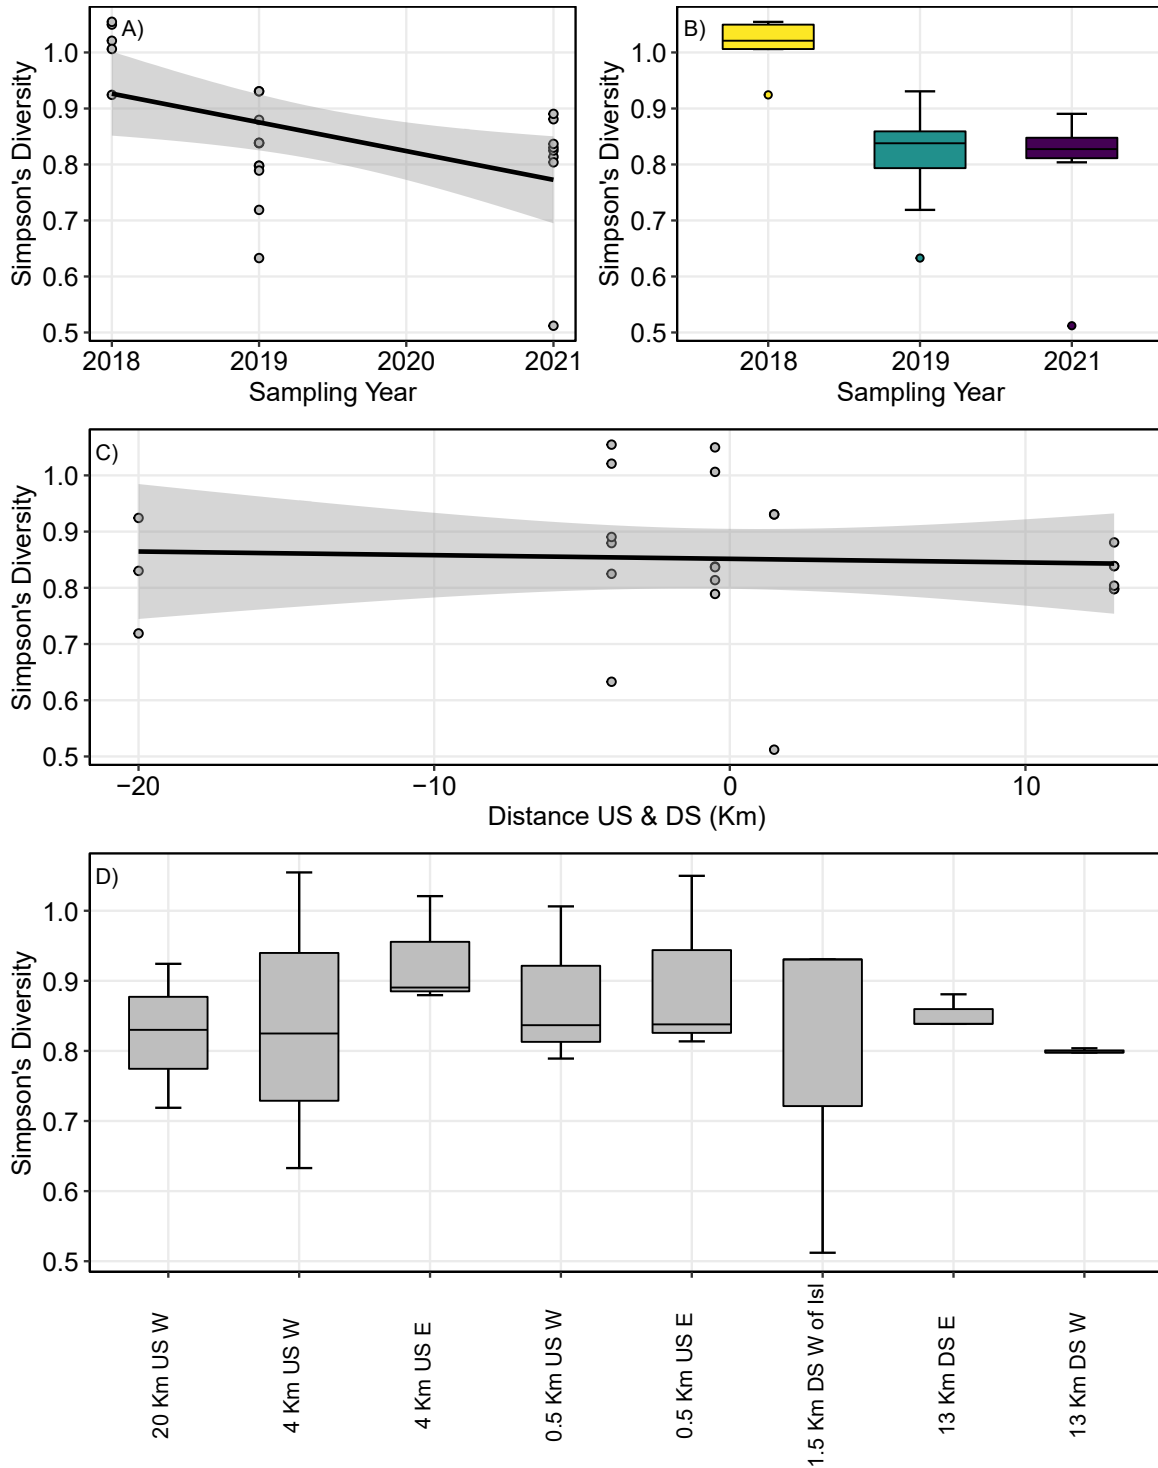 A)
Simpson's Diversity
1.0
0.9
0.8
0.7
0.6
0.5
2018 2019 2020 2021
Sampling Year
B)
Simpson's Diversity
1.0
0.9
0.8
0.7
0.6
0.5
2018 2019 2021
Sampling Year
C)
Simpson's Diversity
1.0
0.9
0.8
0.7
0.6
0.5
−20 −10 0 10
Distance US & DS (Km)
D)
Simpson's Diversity
1.0
0.9
0.8
0.7
0.6
0.5
20 Km US W
4 Km US W
4 Km US E
0.5 Km US W
0.5 Km US E
1.5 Km DS W of Isl
13 Km DS E
13 Km DS W